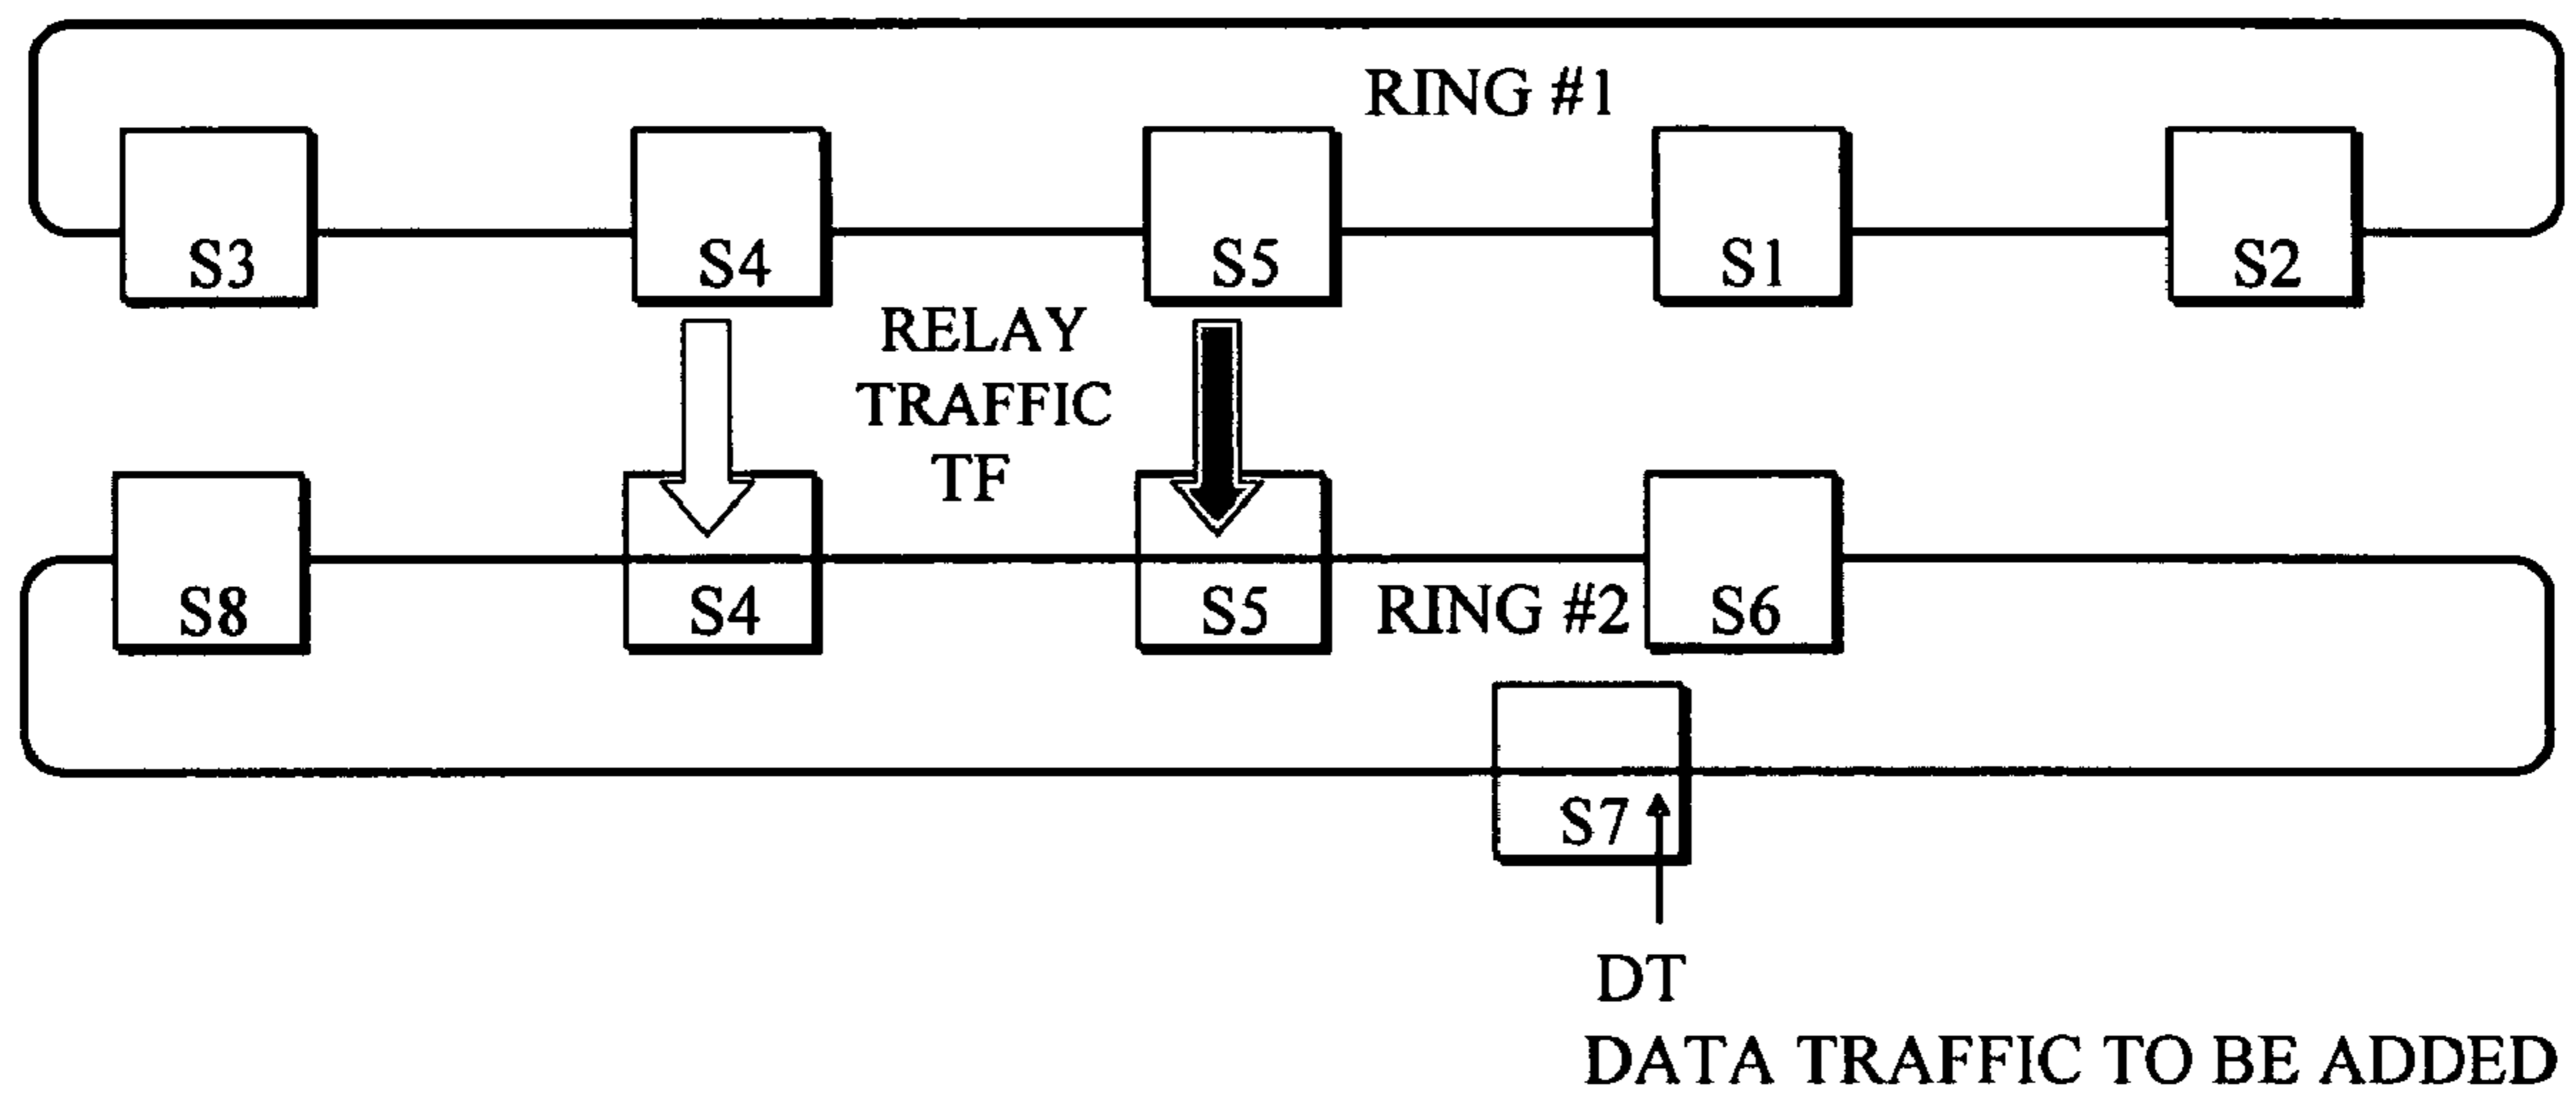 RING #1
S3
S4
S5
S1
S2
RELAY
TRAFFIC
TF
S8
S4
S5
RING #2
S6
S7
DT
DATA TRAFFIC TO BE ADDED